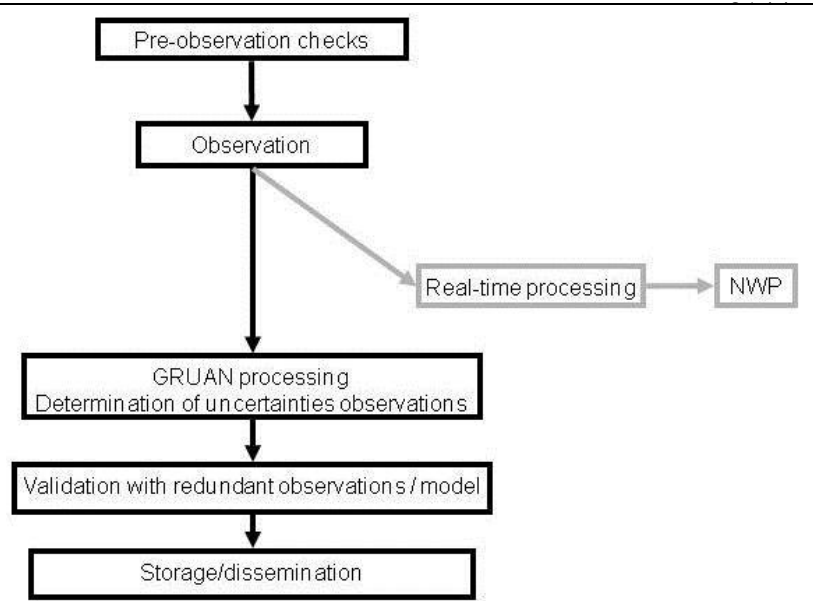 Pre-observation checks
Observation
Real-time processing
NWP
GRUAN processing
Determination of uncertainties observations
Validation with redundant observations / model
Storage/dissemination